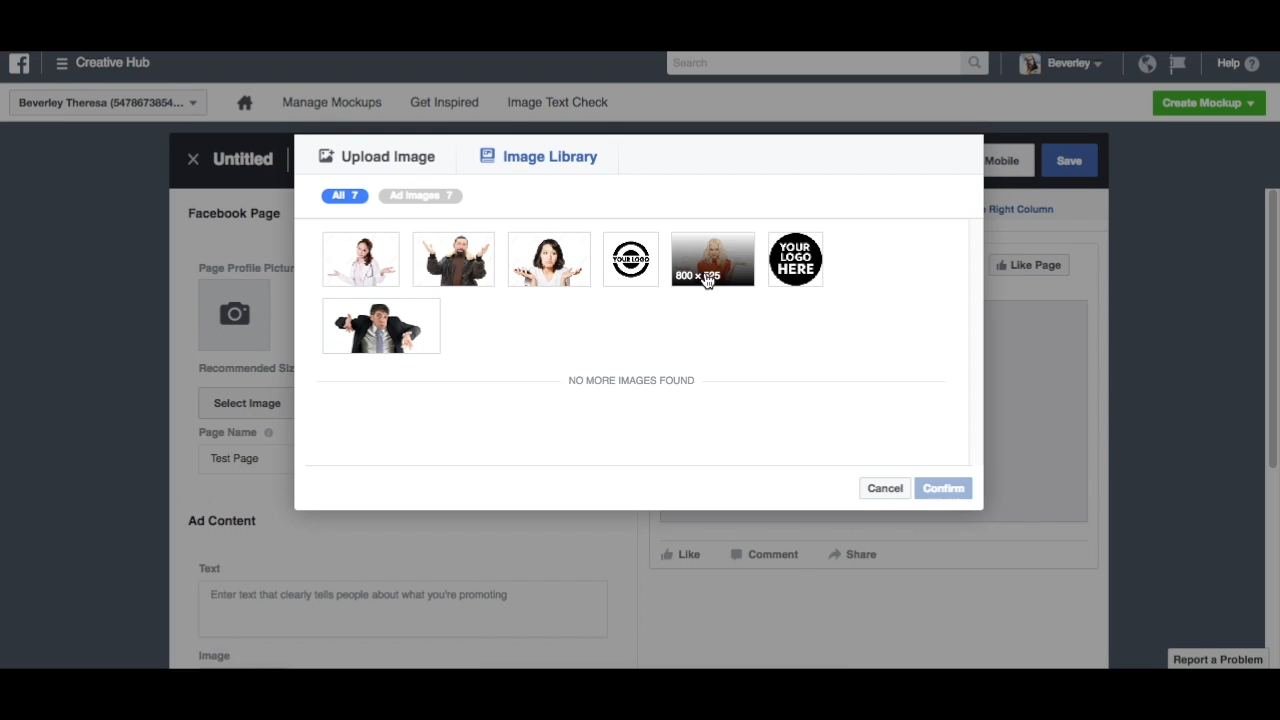 Creative Hub
Search
Beverley
Help
Beverley Theresa (5478673854...
Manage Mockups
Get Inspired
Image Text Check
Create Mockup
Untitled
Upload Image
Image Library
Mobile
Save
All 7
Ad Images 7
Facebook Page
Right Column
YOUR LOGO
800 ×
YOUR
LOGO
HERE
Like Page
Page Profile Pictur
Recommended Siz
NO MORE IMAGES FOUND
Select Image
Page Name
Test Page
Cancel
Confirm
Ad Content
Like
Comment
Share
Text
Enter text that clearly tells people about what you're promoting
Image
Report a Problem